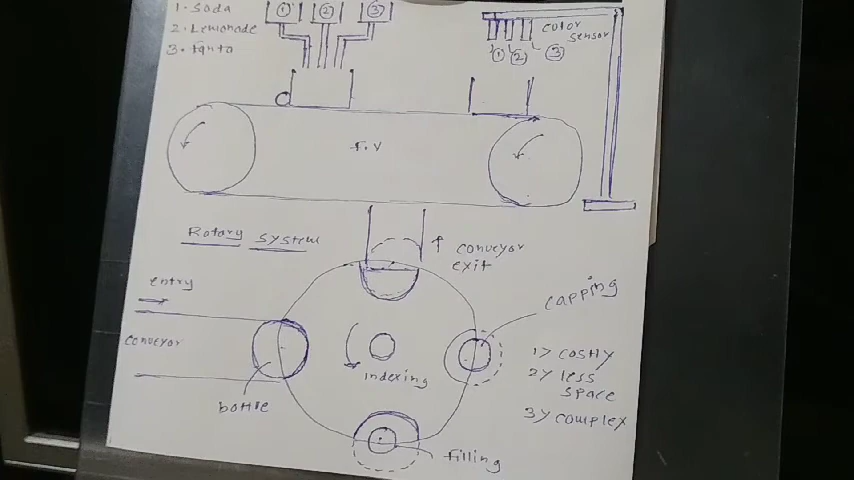 1. Soda
2. Lemonade
3. Fanta
1 2 3
color
sensor
1 2 3
F.V
Rotary system
conveyor
exit
entry
capping
conveyor
indexing
1> costly
2> less
space
3> complex
bottle
filling